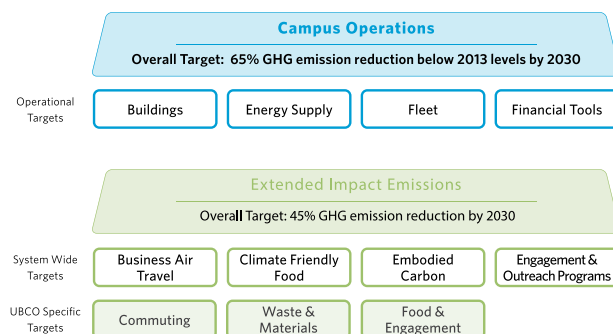 Campus Operations
Overall Target: 65% GHG emission reduction below 2013 levels by 2030
Operational
Targets
Buildings
Energy Supply
Fleet
Financial Tools
Extended Impact Emissions
Overall Target: 45% GHG emission reduction by 2030
System Wide
Targets
Business Air
Travel
Climate Friendly
Food
Embodied
Carbon
Engagement &
Outreach Programs
UBCO Specific
Targets
Commuting
Waste &
Materials
Food &
Engagement